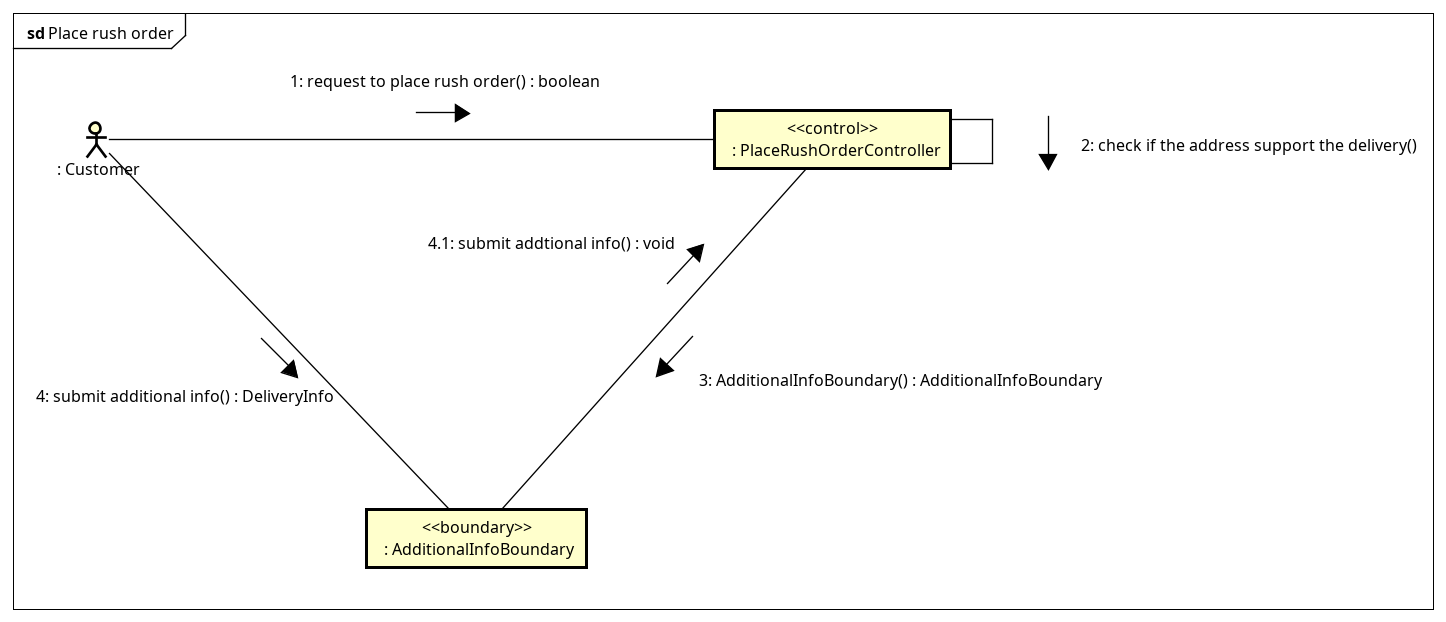 sd Place rush order
1: request to place rush order() : boolean
<<control>>
: PlaceRushOrderController
2: check if the address support the delivery()
: Customer
4.1: submit addtional info() : void
3: AdditionalInfoBoundary() : AdditionalInfoBoundary
4: submit additional info() : DeliveryInfo
<<boundary>>
: AdditionalInfoBoundary